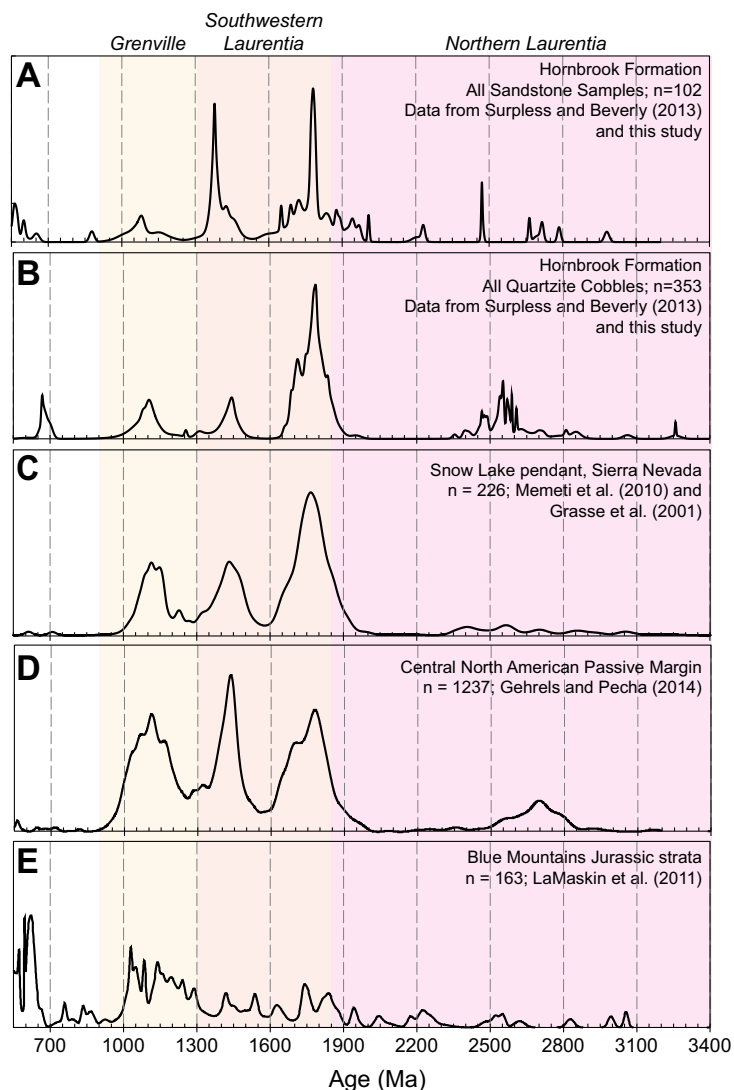 Southwestern
Grenville Laurentia Northern Laurentia
A
Hornbrook Formation
All Sandstone Samples; n=102
Data from Surpless and Beverly (2013)
and this study
B
Hornbrook Formation
All Quartzite Cobbles; n=353
Data from Surpless and Beverly (2013)
and this study
C
Snow Lake pendant, Sierra Nevada
n = 226; Memeti et al. (2010) and
Grasse et al. (2001)
D
Central North American Passive Margin
n = 1237; Gehrels and Pecha (2014)
E
Blue Mountains Jurassic strata
n = 163; LaMaskin et al. (2011)
700 1000 1300 1600 1900 2200 2500 2800 3100 3400
Age (Ma)